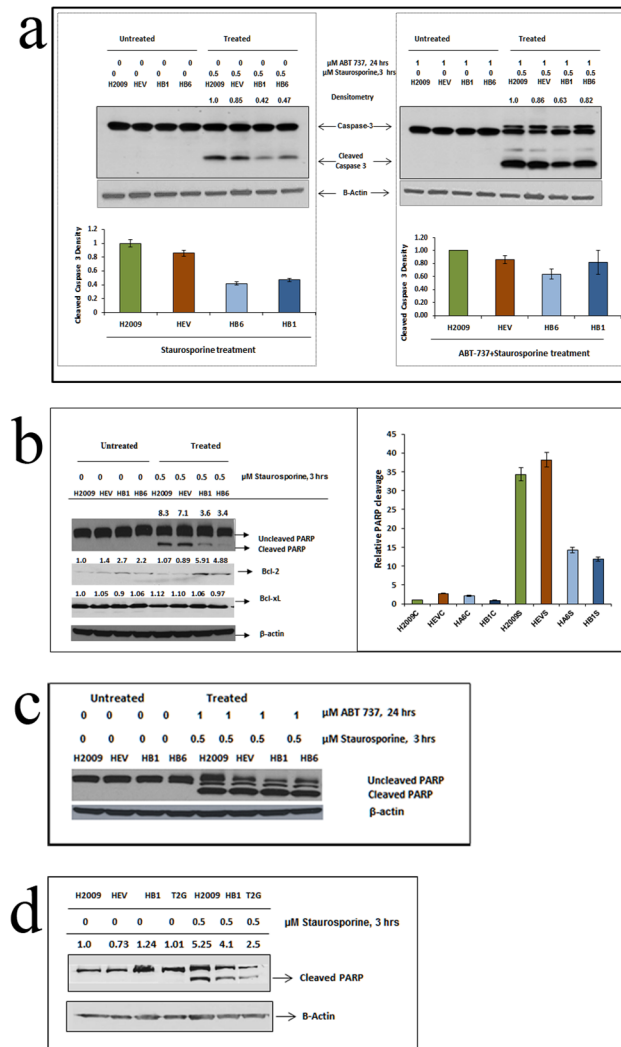 a
Untreated Treated
0 0 0 0 0 0 0 0 µM ABT 737, 24 hrs
0 0 0 0 0.5 0.5 0.5 0.5 µM Staurosporine,3 hrs
H2009 HEV HB1 HB6 H2009 HEV HB1 HB6
Densitometry
1.0 0.85 0.42 0.47
Caspase-3
Cleaved
Caspase 3
B-Actin
Untreated Treated
1 1 1 1 1 1 1 1
0 0 0 0 0.5 0.5 0.5 0.5
H2009 HEV HB1 HB6 H2009 HEV HB1 HB6
1.0 0.86 0.63 0.82
Cleaved Caspase 3 Density
1.2
1
0.8
0.6
0.4
0.2
0
H2009 HEV HB6 HB1
Staurosporine treatment
Cleaved Caspase 3 Density
1.20
1.00
0.80
0.60
0.40
0.20
0.00
H2009 HEV HB6 HB1
ABT-737+Staurosporine treatment
b
Untreated Treated
0 0 0 0 0.5 0.5 0.5 0.5 µM Staurosporine, 3 hrs
H2009 HEV HB1 HB6 H2009 HEV HB1 HB6
8.3 7.1 3.6 3.4
Uncleaved PARP
Cleaved PARP
1.0 1.4 2.7 2.2 1.07 0.89 5.91 4.88
Bcl-2
1.0 1.05 0.9 1.06 1.12 1.10 1.06 0.97
Bcl-xL
β-actin
Relative PARP cleavage
45
40
35
30
25
20
15
10
5
0
H2009C HEVC HA6C HB1C H2009S HEVS HA6S HB1S
c
Untreated Treated
0 0 0 0 1 1 1 1 µM ABT 737, 24 hrs
0 0 0 0 0.5 0.5 0.5 0.5 µM Staurosporine, 3 hrs
H2009 HEV HB1 HB6 H2009 HEV HB1 HB6
Uncleaved PARP
Cleaved PARP
β-actin
d
H2009 HEV HB1 T2G H2009 HB1 T2G
0 0 0 0 0.5 0.5 0.5 µM Staurosporine, 3 hrs
1.0 0.73 1.24 1.01 5.25 4.1 2.5
Cleaved PARP
B-Actin